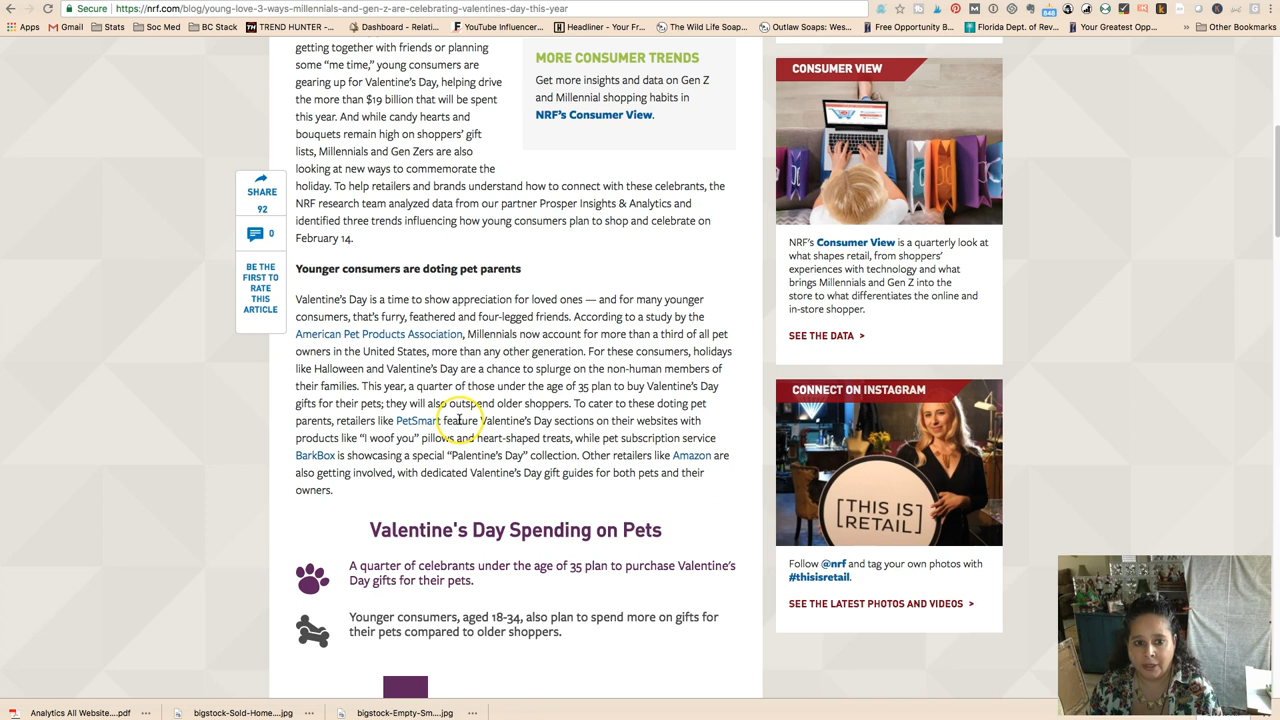 Secure https://nrf.com/blog/young-love-3-ways-millennials-and-gen-z-are-celebrating-valentines-day-this-year
Apps Gmail Stats Soc Med BC Stack TREND HUNTER -... Dashboard - Relati... YouTube Influencer... Headliner - Your Fr... The Wild Life Soap... Outlaw Soaps: Wes... Free Opportunity B... Florida Dept. of Rev... Your Greatest Opp... » Other Bookmarks
getting together with friends or planning
some “me time,” young consumers are
gearing up for Valentine’s Day, helping drive
the more than $19 billion that will be spent
this year. And while candy hearts and
bouquets remain high on shoppers’ gift
lists, Millennials and Gen Zers are also
looking at new ways to commemorate the
holiday. To help retailers and brands understand how to connect with these celebrants, the
NRF research team analyzed data from our partner Prosper Insights & Analytics and
identified three trends influencing how young consumers plan to shop and celebrate on
February 14.
MORE CONSUMER TRENDS
Get more insights and data on Gen Z
and Millennial shopping habits in
NRF’s Consumer View.
SHARE
92
0
BE THE
FIRST TO
RATE
THIS
ARTICLE
Younger consumers are doting pet parents
Valentine’s Day is a time to show appreciation for loved ones — and for many younger
consumers, that’s furry, feathered and four-legged friends. According to a study by the
American Pet Products Association, Millennials now account for more than a third of all pet
owners in the United States, more than any other generation. For these consumers, holidays
like Halloween and Valentine’s Day are a chance to splurge on the non-human members of
their families. This year, a quarter of those under the age of 35 plan to buy Valentine’s Day
gifts for their pets; they will also outspend older shoppers. To cater to these doting pet
parents, retailers like PetSmart feature Valentine’s Day sections on their websites with
products like “I woof you” pillows and heart-shaped treats, while pet subscription service
BarkBox is showcasing a special “Palentine’s Day” collection. Other retailers like Amazon are
also getting involved, with dedicated Valentine’s Day gift guides for both pets and their
owners.
Valentine's Day Spending on Pets
A quarter of celebrants under the age of 35 plan to purchase Valentine’s
Day gifts for their pets.
Younger consumers, aged 18-34, also plan to spend more on gifts for
their pets compared to older shoppers.
CONSUMER VIEW
NRF’s Consumer View is a quarterly look at
what shapes retail, from shoppers’
experiences with technology and what
brings Millennials and Gen Z into the
store to what differentiates the online and
in-store shopper.
SEE THE DATA >
CONNECT ON INSTAGRAM
[THIS IS
RETAIL]
Follow @nrf and tag your own photos with
#thisisretail.
SEE THE LATEST PHOTOS AND VIDEOS >
Analytics All Website....pdf bigstock-Sold-Home....jpg bigstock-Empty-Sm....jpg